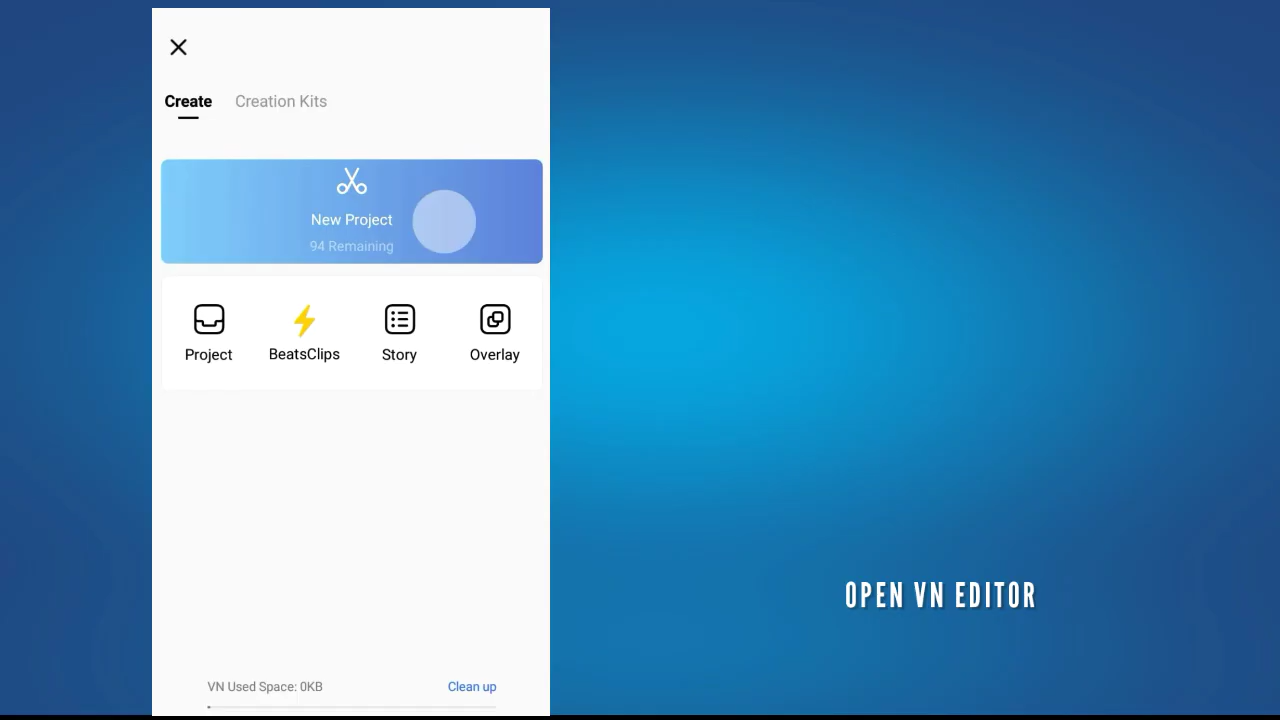 Create Creation Kits
New Project
94 Remaining
Project BeatsClips Story Overlay
OPEN VN EDITOR
VN Used Space: 0KB Clean up